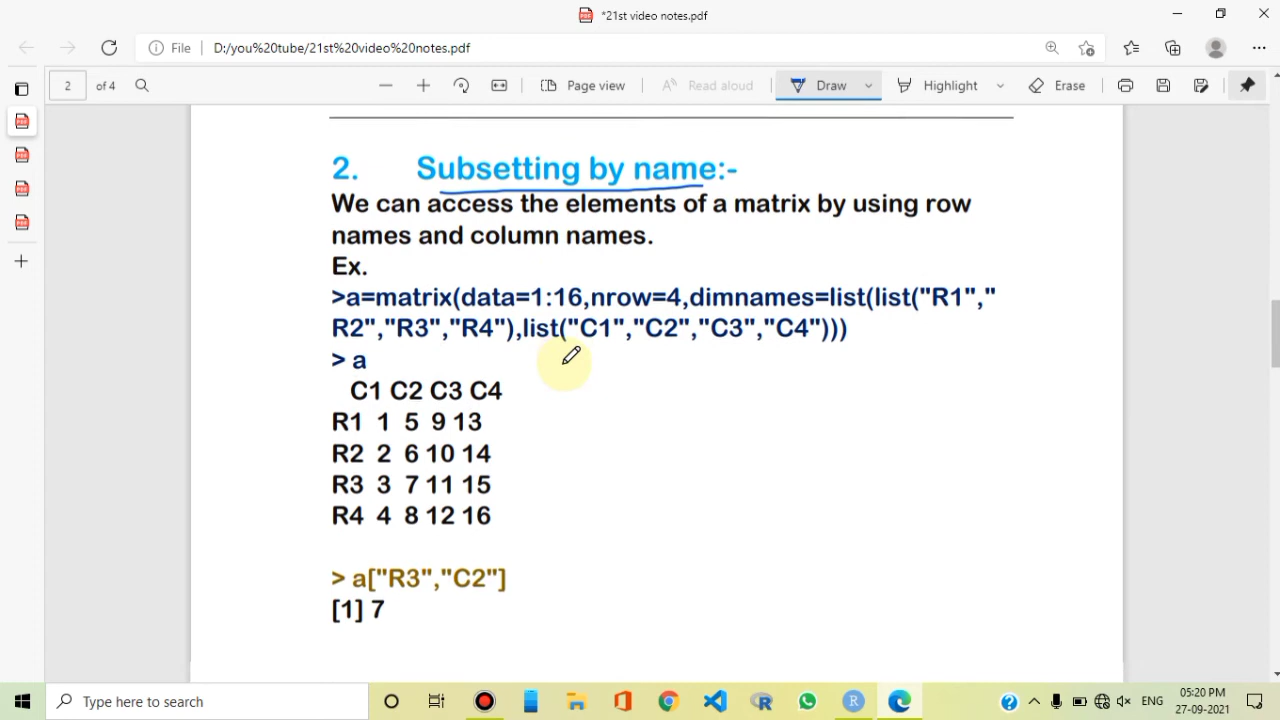 *21st video notes.pdf
File D:/you%20tube/21st%20video%20notes.pdf
2 of 4 Page view Read aloud Draw Highlight Erase
2. Subsetting by name:-
We can access the elements of a matrix by using row
names and column names.
Ex.
>a=matrix(data=1:16,nrow=4,dimnames=list(list("R1","
R2","R3","R4"),list("C1","C2","C3","C4")))
> a
C1 C2 C3 C4
R1 1 5 9 13
R2 2 6 10 14
R3 3 7 11 15
R4 4 8 12 16
> a["R3","C2"]
[1] 7
Type here to search
ENG
05:20 PM
27-09-2021